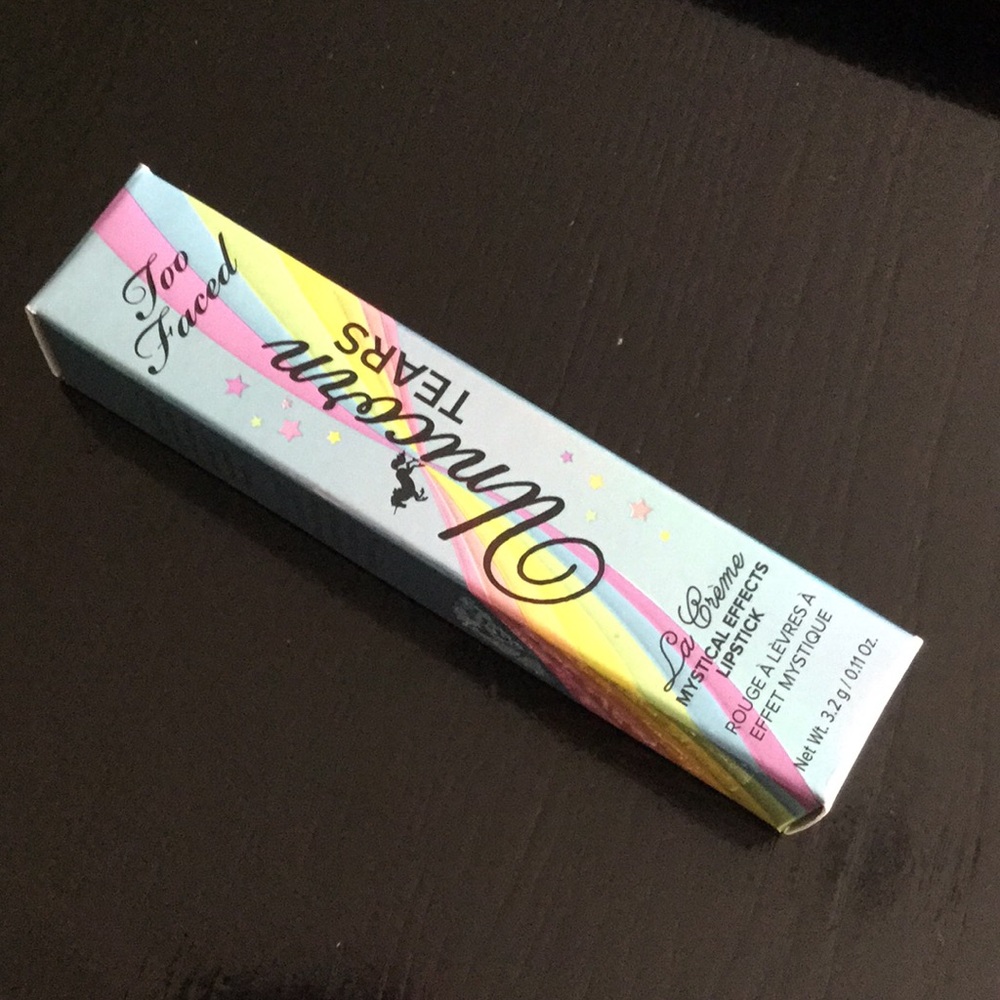 Too
Faced
Unicorn
TEARS
La Crème
MYSTICAL EFFECTS
LIPSTICK
ROUGE À LÈVRES À
EFFET MYSTIQUE
Net Wt. 3.2 g / 0.11 Oz.